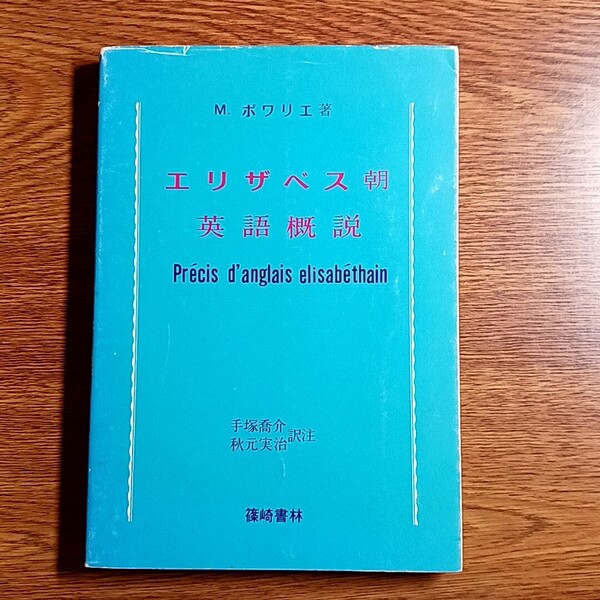 M. ポワリエ著
エリザベス朝
英語概説
Précis d'anglais elisabéthain
手塚喬介
秋元実治訳注
篠崎書林